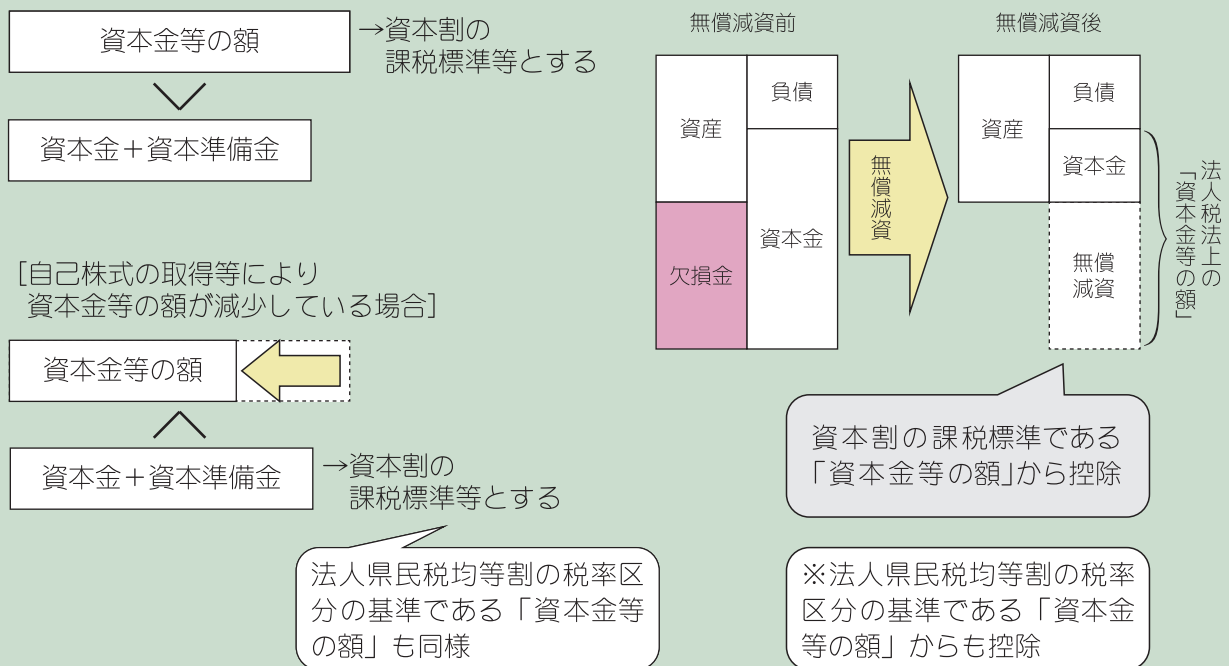 資本金等の額
→資本割の
課税標準等とする
資本金＋資本準備金
[自己株式の取得等により
資本金等の額が減少している場合]
資本金等の額
資本金＋資本準備金
→資本割の
課税標準等とする
法人県民税均等割の税率区
分の基準である「資本金等
の額」も同様
無償減資前
資産
負債
欠損金
資本金
無償減資
無償減資後
資産
負債
資本金
無償
減資
法人税法上の
「資本金等の額」
資本割の課税標準である
「資本金等の額」から控除
※法人県民税均等割の税率
区分の基準である「資本金
等の額」からも控除